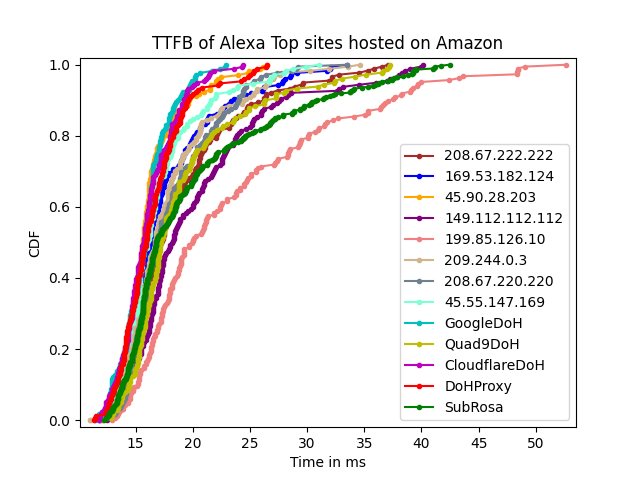 TTFB of Alexa Top sites hosted on Amazon
1.0
0.8
0.6
0.4
0.2
0.0
CDF
208.67.222.222
169.53.182.124
45.90.28.203
149.112.112.112
199.85.126.10
209.244.0.3
208.67.220.220
45.55.147.169
GoogleDoH
Quad9DoH
CloudflareDoH
DoHProxy
SubRosa
15 20 25 30 35 40 45 50
Time in ms